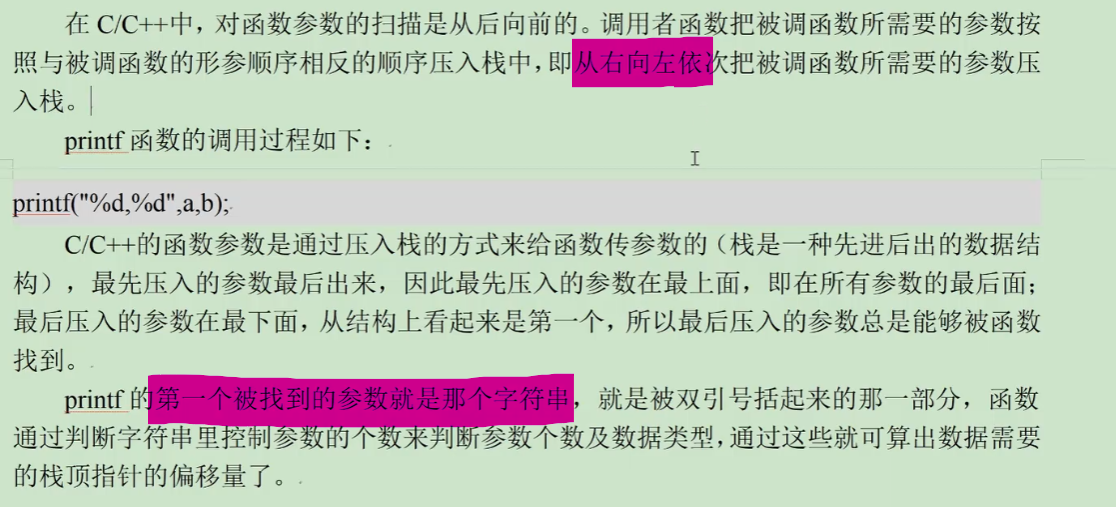 在 C/C++中，对函数参数的扫描是从后向前的。调用者函数把被调函数所需要的参数按
照与被调函数的形参顺序相反的顺序压入栈中，即从右向左依次把被调函数所需要的参数压
入栈。
printf 函数的调用过程如下：
printf("%d,%d",a,b);
C/C++的函数参数是通过压入栈的方式来给函数传参数的（栈是一种先进后出的数据结
构），最先压入的参数最后出来，因此最先压入的参数在最上面，即在所有参数的最后面；
最后压入的参数在最下面，从结构上看起来是第一个，所以最后压入的参数总是能够被函数
找到。
printf 的第一个被找到的参数就是那个字符串，就是被双引号括起来的那一部分，函数
通过判断字符串里控制参数的个数来判断参数个数及数据类型，通过这些就可算出数据需要
的栈顶指针的偏移量了。